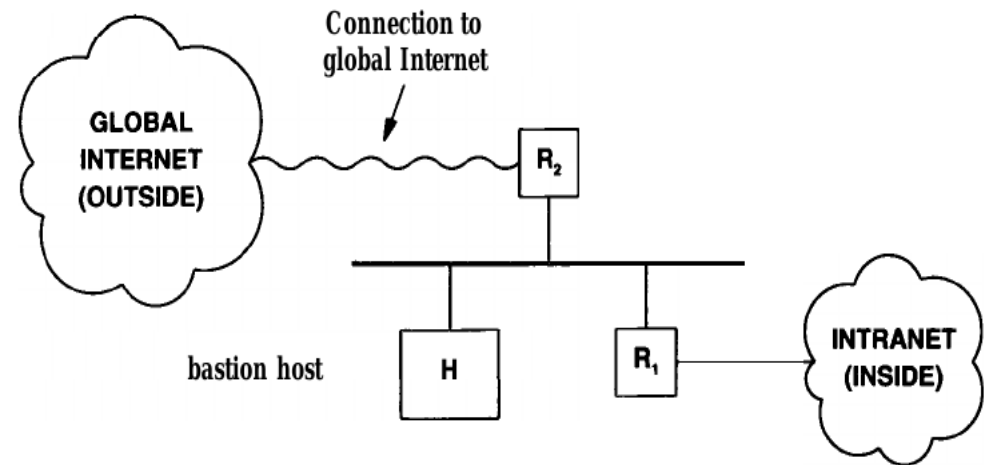 Connection to
global Internet
GLOBAL
INTERNET
(OUTSIDE)
R₂
bastion host
H
R₁
INTRANET
(INSIDE)